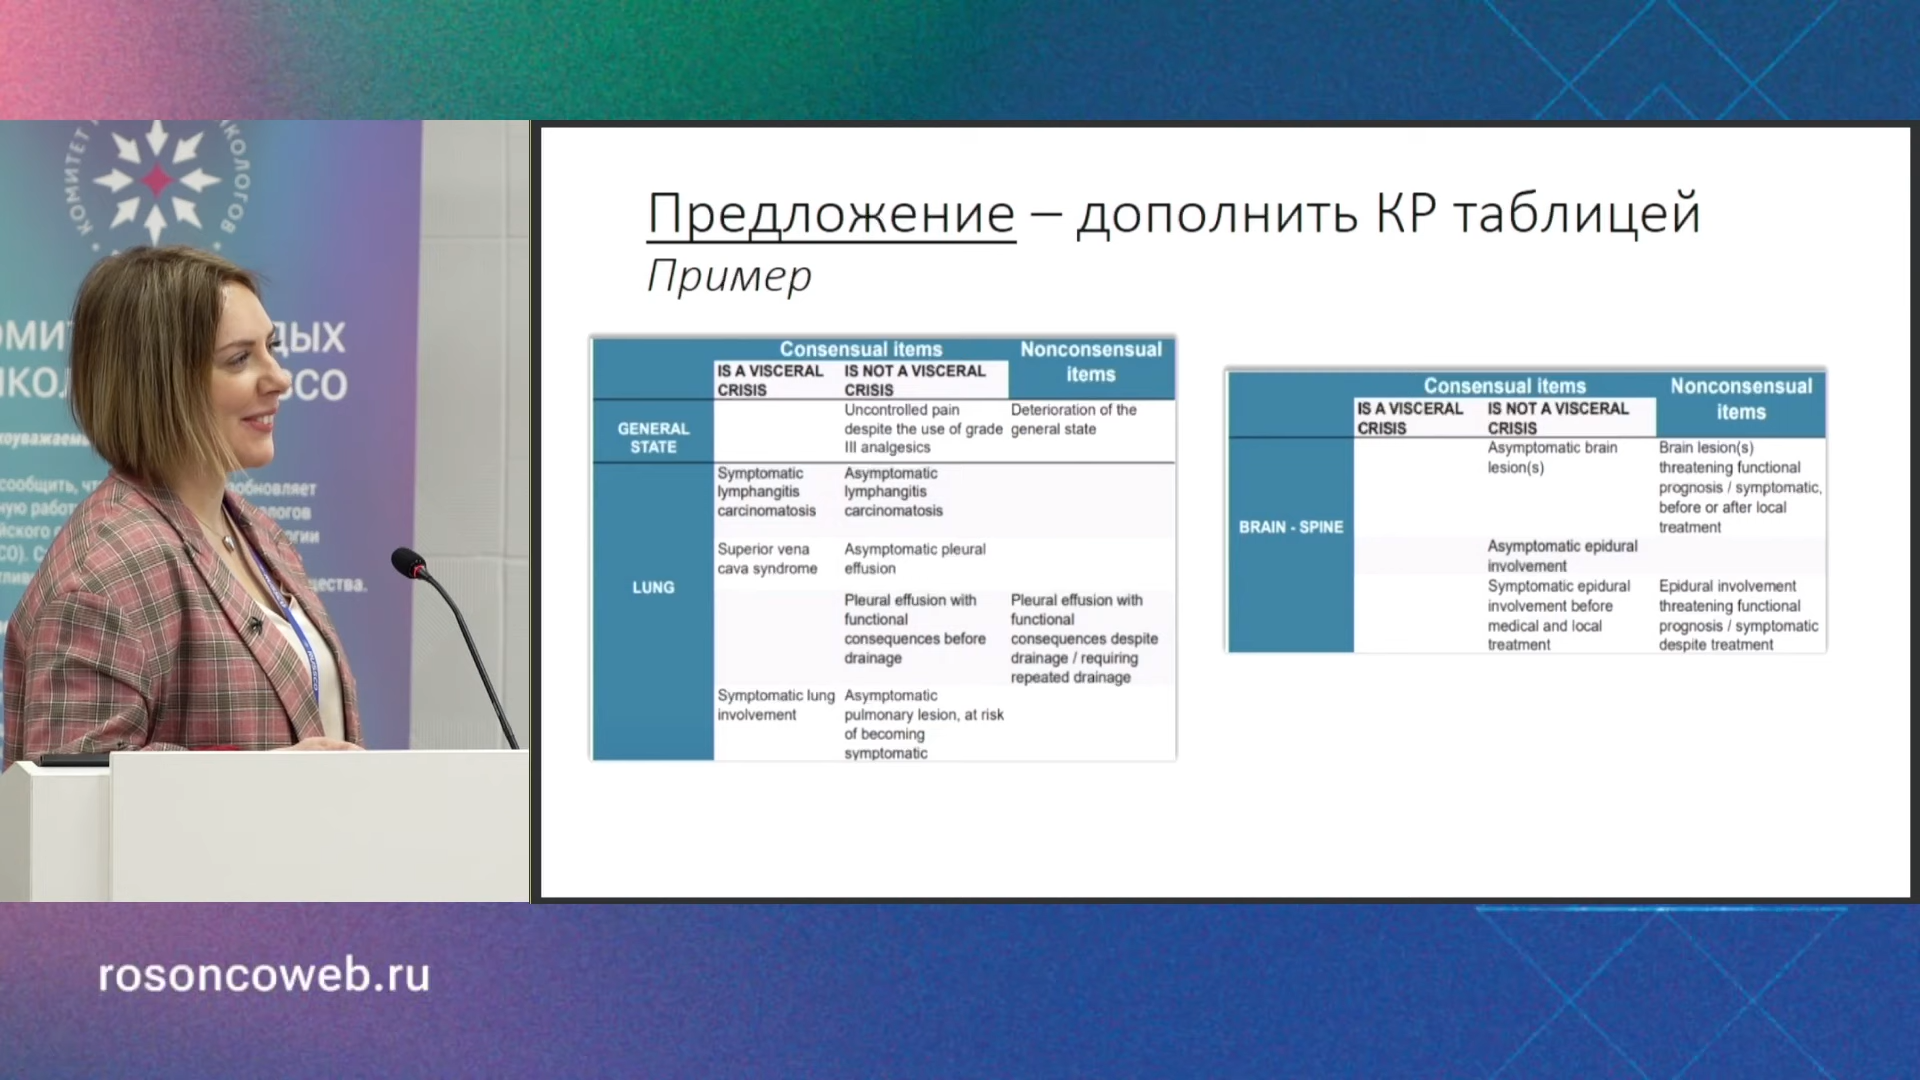 КОМИТЕТ
КОЛОГОВ
ДЫХ
сообщить,
возобновляет
щества.
Предложение – дополнить КР таблицей
Пример
Consensual items
Nonconsensual items
IS A VISCERAL CRISIS
IS NOT A VISCERAL CRISIS
GENERAL STATE
Uncontrolled pain despite the use of grade III analgesics
Deterioration of the general state
LUNG
Symptomatic lymphangitis carcinomatosis
Asymptomatic lymphangitis carcinomatosis
Superior vena cava syndrome
Asymptomatic pleural effusion
Pleural effusion with functional consequences before drainage
Pleural effusion with functional consequences despite drainage / requiring repeated drainage
Symptomatic lung involvement
Asymptomatic pulmonary lesion, at risk of becoming symptomatic
Consensual items
Nonconsensual items
IS A VISCERAL CRISIS
IS NOT A VISCERAL CRISIS
BRAIN - SPINE
Asymptomatic brain lesion(s)
Brain lesion(s) threatening functional prognosis / symptomatic, before or after local treatment
Asymptomatic epidural involvement
Symptomatic epidural involvement before medical and local treatment
Epidural involvement threatening functional prognosis / symptomatic despite treatment
rosoncoweb.ru